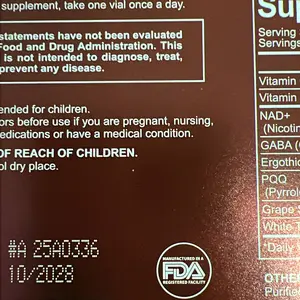 supplement, take one vial once a day.
statements have not been evaluated
Food and Drug Administration. This
is not intended to diagnose, treat,
prevent any disease.
ended for children.
ors before use if you are pregnant, nursing,
edications or have a medical condition.
OF REACH OF CHILDREN.
ol dry place.
#A 25A0336
10/2028
MANUFACTURED IN A
FDA
REGISTERED FACILITY
Sup
Serving
Servings
Vitamin
Vitamin
NAD+
(Nicotin
GABA (
Ergothio
PQQ
(Pyrrol
Grape
White T
*Daily
OTHE
Purifie